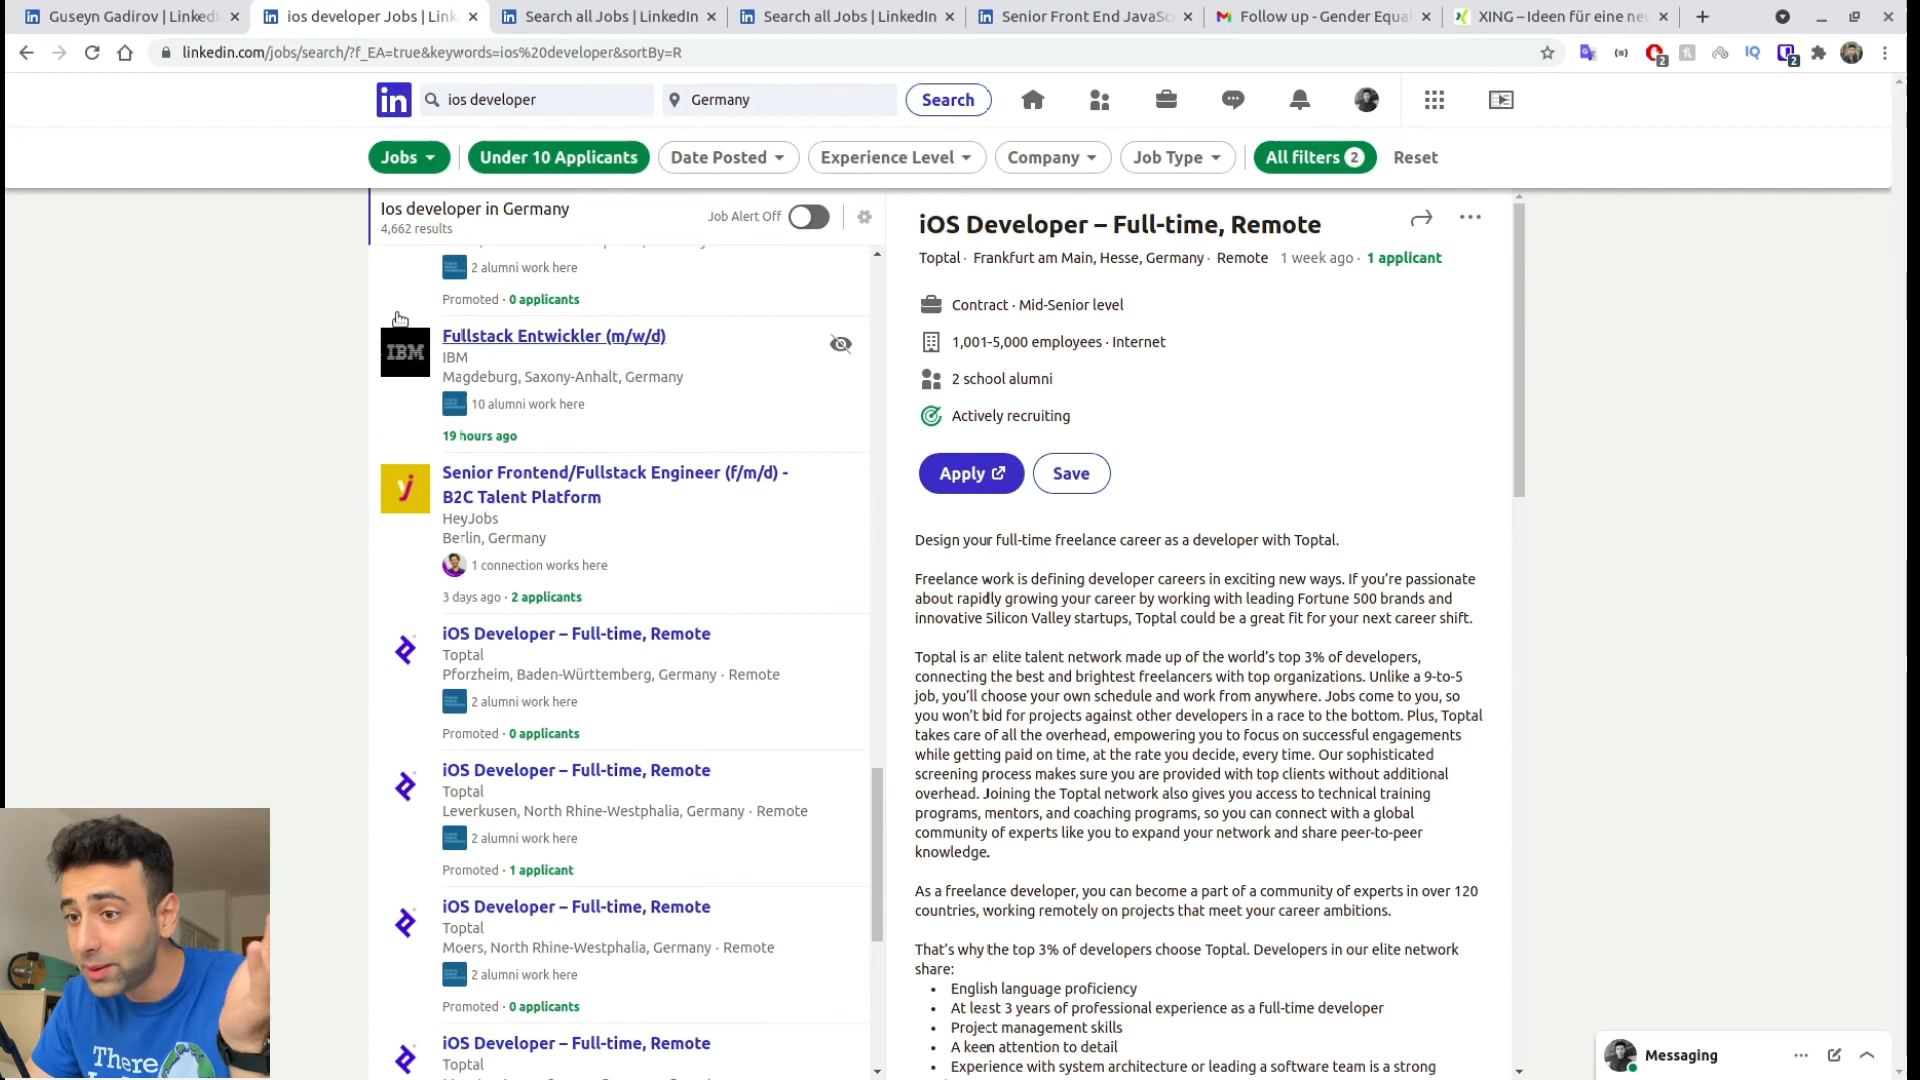 Guseyn Gadirov | LinkedI
ios developer Jobs | Link
Search all Jobs | LinkedIn
Search all Jobs | LinkedIn
Senior Front End JavaSc
Follow up - Gender Equal
XING – Ideen für eine neu
linkedin.com/jobs/search/?f_EA=true&keywords=ios%20developer&sortBy=R
2
IQ
2
in
ios developer
Germany
Search
Jobs
Under 10 Applicants
Date Posted
Experience Level
Company
Job Type
All filters 2
Reset
Ios developer in Germany
4,662 results
Job Alert Off
2 alumni work here
Promoted · 0 applicants
IBM
Fullstack Entwickler (m/w/d)
IBM
Magdeburg, Saxony-Anhalt, Germany
10 alumni work here
19 hours ago
Senior Frontend/Fullstack Engineer (f/m/d) -
B2C Talent Platform
HeyJobs
Berlin, Germany
1 connection works here
3 days ago · 2 applicants
iOS Developer – Full-time, Remote
Toptal
Pforzheim, Baden-Württemberg, Germany · Remote
2 alumni work here
Promoted · 0 applicants
iOS Developer – Full-time, Remote
Toptal
Leverkusen, North Rhine-Westphalia, Germany · Remote
2 alumni work here
Promoted · 1 applicant
iOS Developer – Full-time, Remote
Toptal
Moers, North Rhine-Westphalia, Germany · Remote
2 alumni work here
Promoted · 0 applicants
iOS Developer – Full-time, Remote
Toptal
iOS Developer – Full-time, Remote
Toptal · Frankfurt am Main, Hesse, Germany · Remote 1 week ago · 1 applicant
Contract · Mid-Senior level
1,001-5,000 employees · Internet
2 school alumni
Actively recruiting
Apply
Save
Design your full-time freelance career as a developer with Toptal.
Freelance work is defining developer careers in exciting new ways. If you’re passionate
about rapidly growing your career by working with leading Fortune 500 brands and
innovative Silicon Valley startups, Toptal could be a great fit for your next career shift.
Toptal is an elite talent network made up of the world’s top 3% of developers,
connecting the best and brightest freelancers with top organizations. Unlike a 9-to-5
job, you’ll choose your own schedule and work from anywhere. Jobs come to you, so
you won’t bid for projects against other developers in a race to the bottom. Plus, Toptal
takes care of all the overhead, empowering you to focus on successful engagements
while getting paid on time, at the rate you decide, every time. Our sophisticated
screening process makes sure you are provided with top clients without additional
overhead. Joining the Toptal network also gives you access to technical training
programs, mentors, and coaching programs, so you can connect with a global
community of experts like you to expand your network and share peer-to-peer
knowledge.
As a freelance developer, you can become a part of a community of experts in over 120
countries, working remotely on projects that meet your career ambitions.
That’s why the top 3% of developers choose Toptal. Developers in our elite network
share:
• English language proficiency
• At least 3 years of professional experience as a full-time developer
• Project management skills
• A keen attention to detail
• Experience with system architecture or leading a software team is a strong
Messaging
There